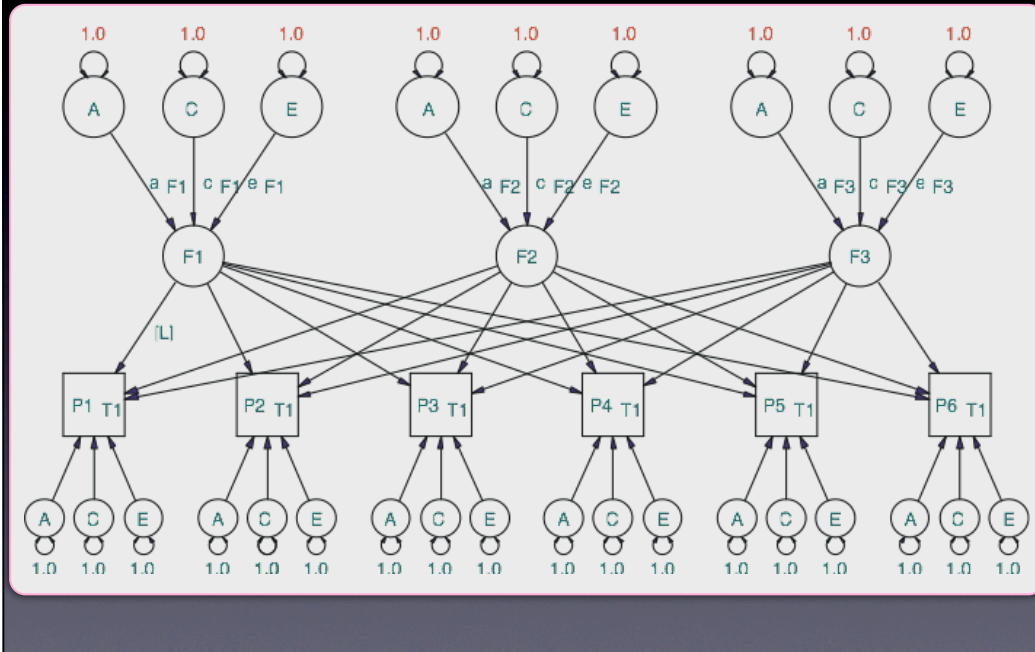 1.0 1.0 1.0 1.0 1.0 1.0 1.0 1.0 1.0
A C E A C E A C E
a F1 c F1 e F1 a F2 c F2 e F2 a F3 c F3 e F3
F1 F2 F3
[L]
P1 T1 P2 T1 P3 T1 P4 T1 P5 T1 P6 T1
A C E A C E A C E A C E A C E A C E
1.0 1.0 1.0 1.0 1.0 1.0 1.0 1.0 1.0 1.0 1.0 1.0 1.0 1.0 1.0 1.0 1.0 1.0